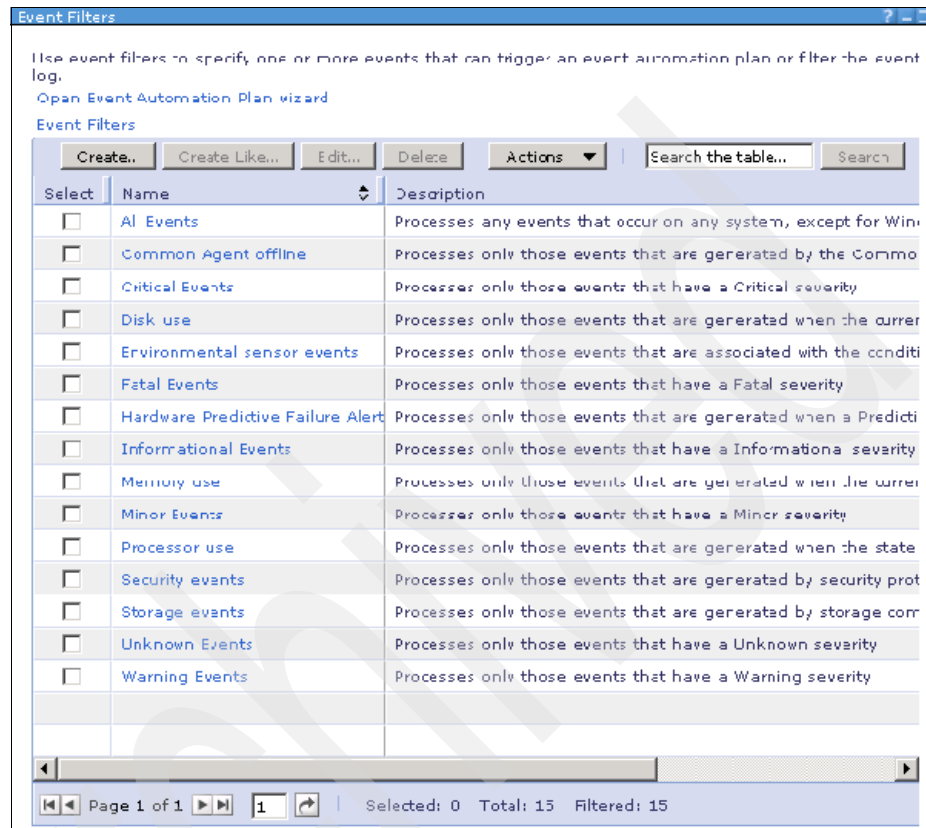 Event Filters
Use event filters to specify one or more events that can trigger an event automation plan or filter the event
log.
Open Event Automation Plan wizard
Event Filters
Create.. Create Like... Edit... Delete Actions Search the table... Search
Select Name Description
All Events Processes any events that occur on any system, except for
Common Agent offline Processes only those events that are generated by the
Critical Events Processes only those events that have a Critical severity
Disk use Processes only those events that are generated when the
Environmental sensor events Processes only those events that are associated with the
Fatal Events Processes only those events that have a Fatal severity
Hardware Predictive Failure Alert Processes only those events that are generated when a
Informational Events Processes only those events that have a Informational severity
Memory use Processes only those events that are generated when the
Minor Events Processes only those events that have a Minor severity
Processor use Processes only those events that are generated when the state
Security events Processes only those events that are generated by security
Storage events Processes only those events that are generated by storage
Unknown Events Processes only those events that have a Unknown severity
Warning Events Processes only those events that have a Warning severity
Page 1 of 1 1 Selected: 0 Total: 15 Filtered: 15